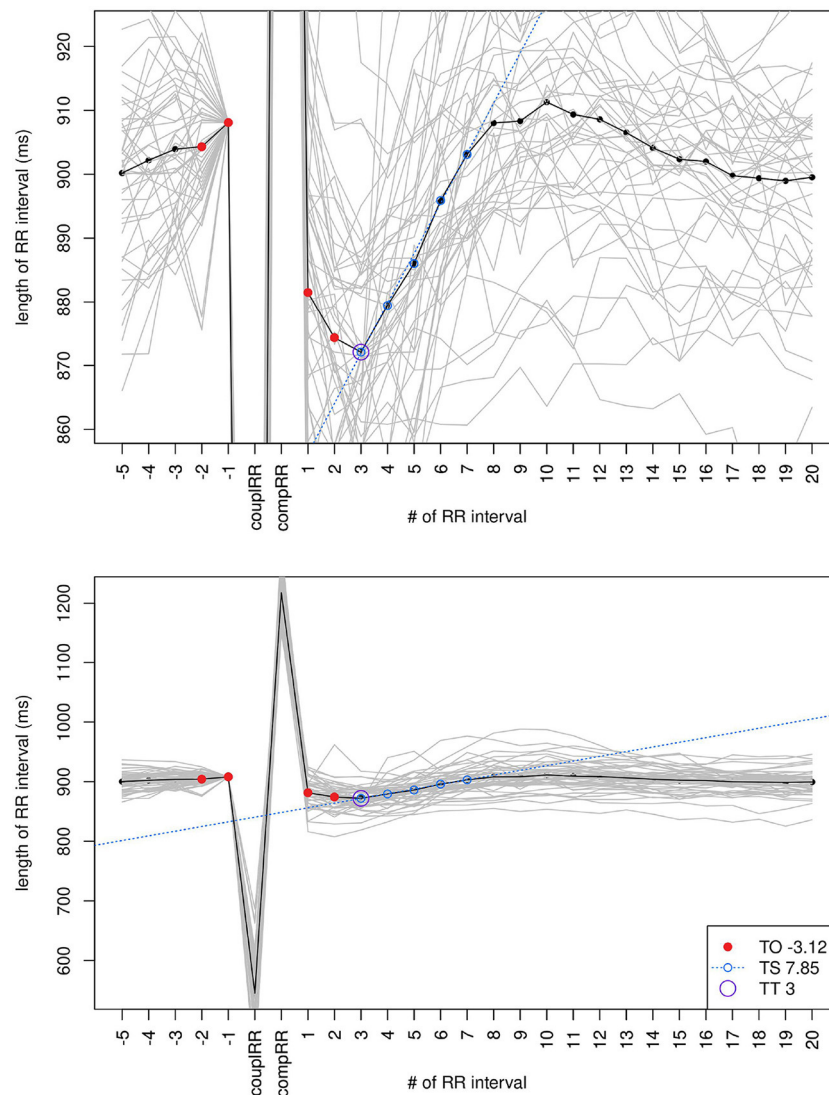 length of RR interval (ms)
920
910
900
890
880
870
860
-5 -4 -3 -2 -1 couplRR compRR 1 2 3 4 5 6 7 8 9 10 11 12 13 14 15 16 17 18 19 20
# of RR interval
length of RR interval (ms)
1200
1100
1000
900
800
700
600
TO -3.12
TS 7.85
TT 3
-5 -4 -3 -2 -1 couplRR compRR 1 2 3 4 5 6 7 8 9 10 11 12 13 14 15 16 17 18 19 20
# of RR interval